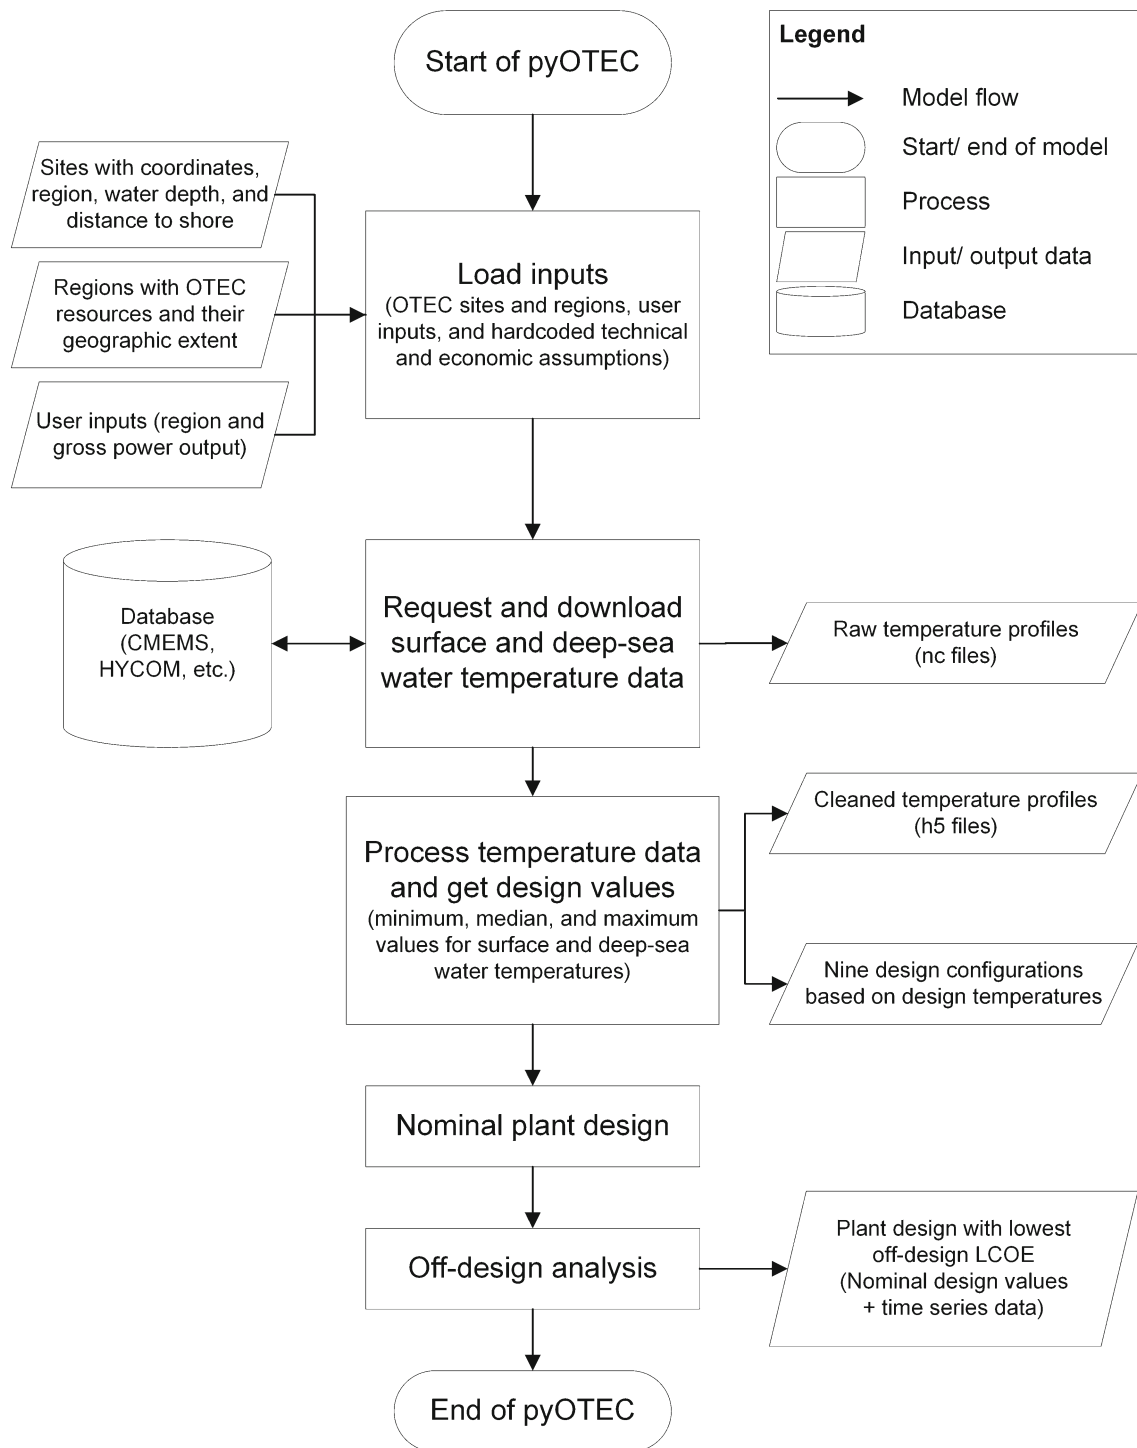 Start of pyOTEC
Legend
Model flow
Start/ end of model
Process
Input/ output data
Database
Sites with coordinates,
region, water depth, and
distance to shore
Regions with OTEC
resources and their
geographic extent
User inputs (region and
gross power output)
Load inputs
(OTEC sites and regions, user
inputs, and hardcoded technical
and economic assumptions)
Database
(CMEMS,
HYCOM, etc.)
Request and download
surface and deep-sea
water temperature data
Raw temperature profiles
(nc files)
Process temperature data
and get design values
(minimum, median, and maximum
values for surface and deep-sea
water temperatures)
Cleaned temperature profiles
(h5 files)
Nine design configurations
based on design temperatures
Nominal plant design
Off-design analysis
Plant design with lowest
off-design LCOE
(Nominal design values
+ time series data)
End of pyOTEC